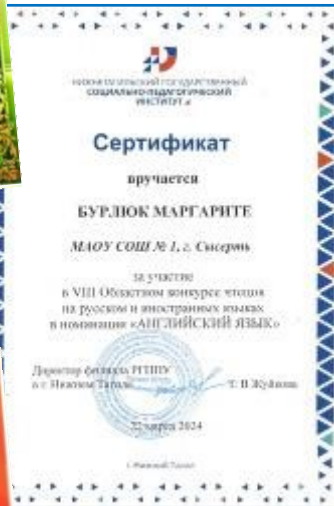 НИЖНЕТАГИЛЬСКИЙ ГОСУДАРСТВЕННЫЙ
СОЦИАЛЬНО-ПЕДАГОГИЧЕСКИЙ
ИНСТИТУТ
Сертификат
вручается
БУРЛЮК МАРГАРИТЕ
МАОУ СОШ № 1, г. Сысерть
за участие
в VIII Областном конкурсе чтецов
на русском и иностранных языках
в номинации «АНГЛИЙСКИЙ ЯЗЫК»
Директор филиала РГППУ
в г. Нижнем Тагиле
Т. В. Жуйкова
22 марта 2024
г. Нижний Тагил